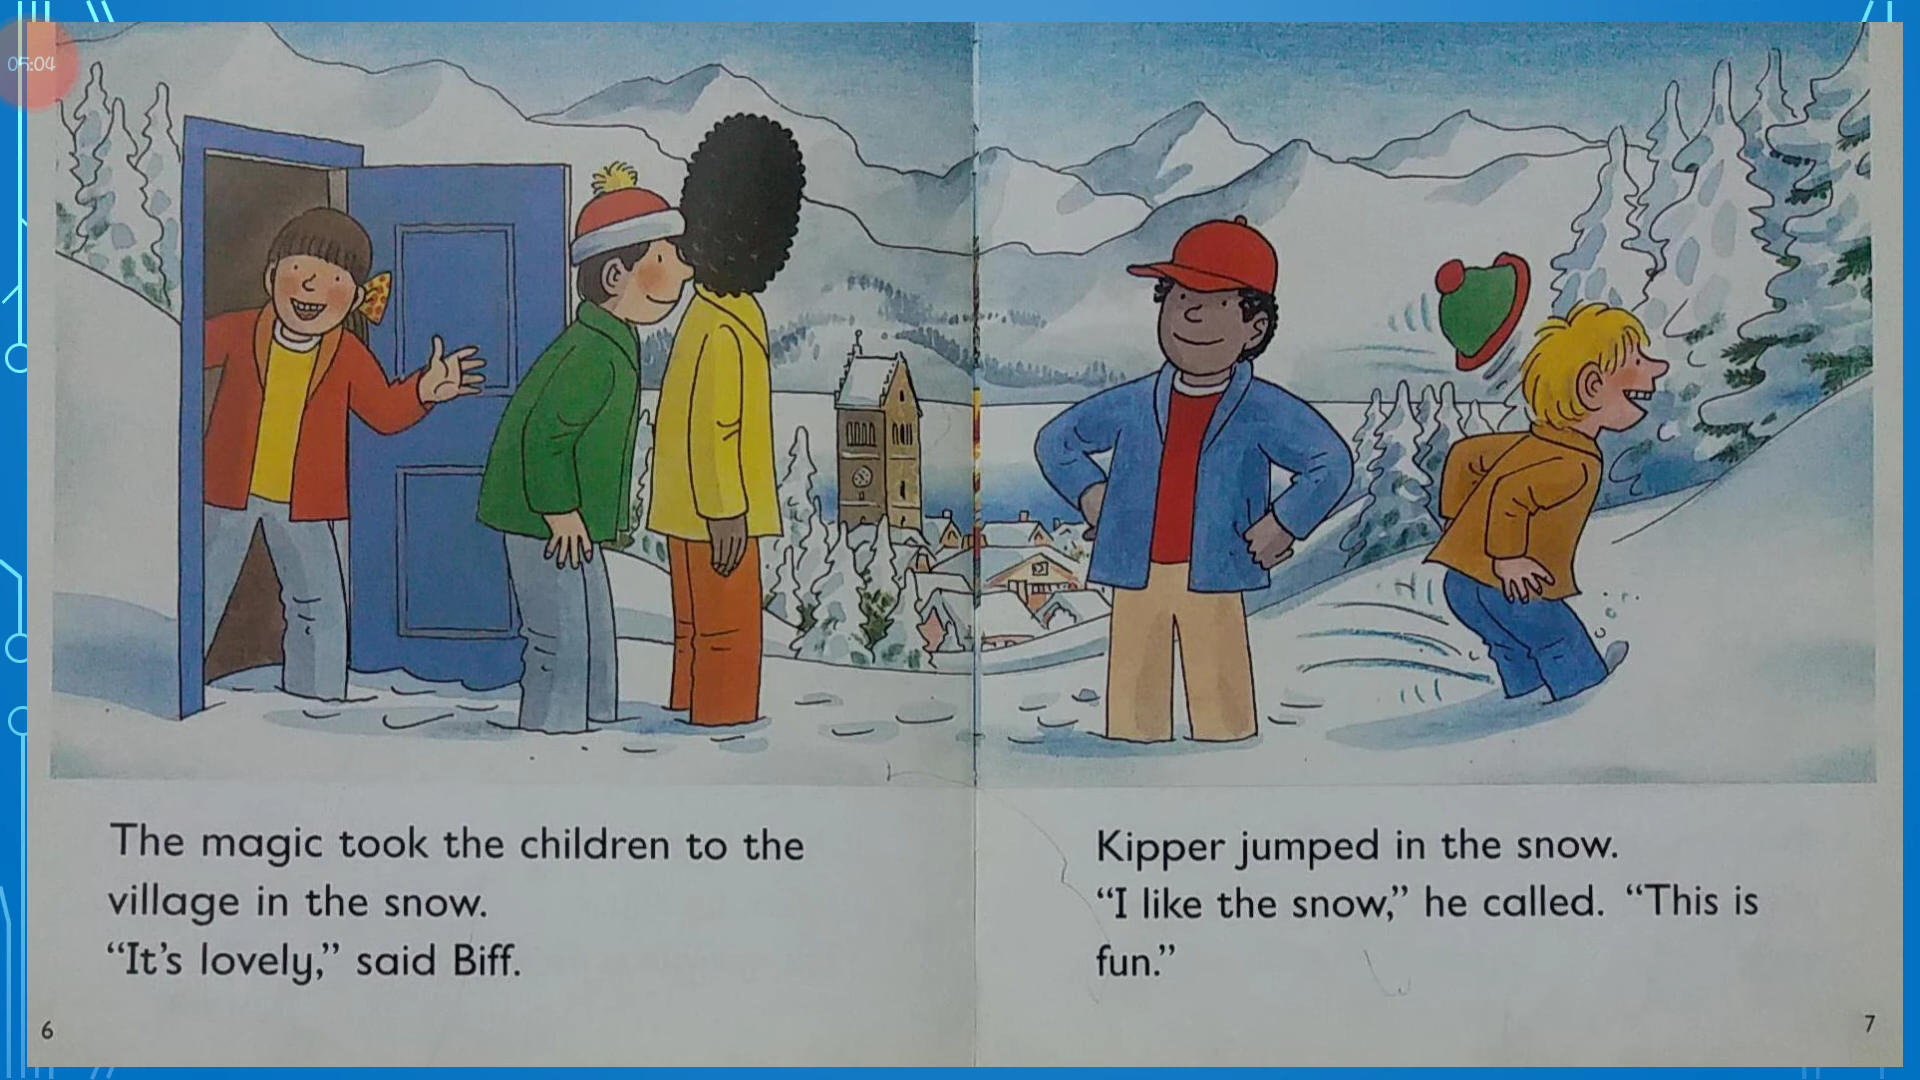 05:04
The magic took the children to the
village in the snow.
“It’s lovely,” said Biff.
6
Kipper jumped in the snow.
“I like the snow,” he called. “This is
fun.”
7